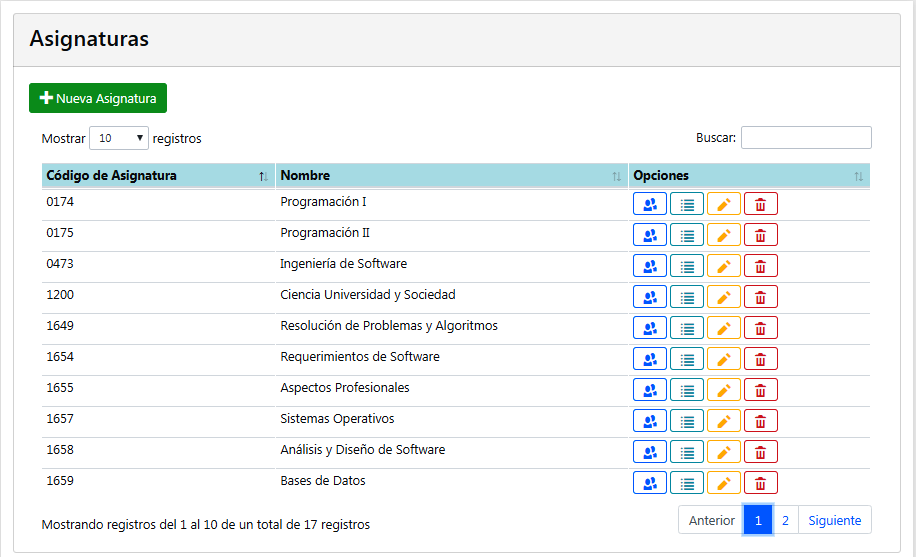 Asignaturas
Nueva Asignatura
Mostrar 10 registros Buscar:
Código de Asignatura Nombre Opciones
0174 Programación I
0175 Programación II
0473 Ingeniería de Software
1200 Ciencia Universidad y Sociedad
1649 Resolución de Problemas y Algoritmos
1654 Requerimientos de Software
1655 Aspectos Profesionales
1657 Sistemas Operativos
1658 Análisis y Diseño de Software
1659 Bases de Datos
Mostrando registros del 1 al 10 de un total de 17 registros Anterior 1 2 Siguiente